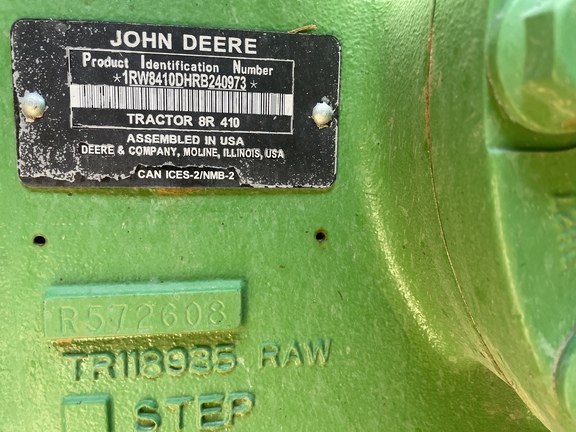 JOHN DEERE
Product Identification Number
*1RW8410DHRB240973*
TRACTOR 8R 410
ASSEMBLED IN USA
DEERE & COMPANY, MOLINE, ILLINOIS, USA
CAN ICES-2/NMB-2
R572608
TR118935 RAW
STEP